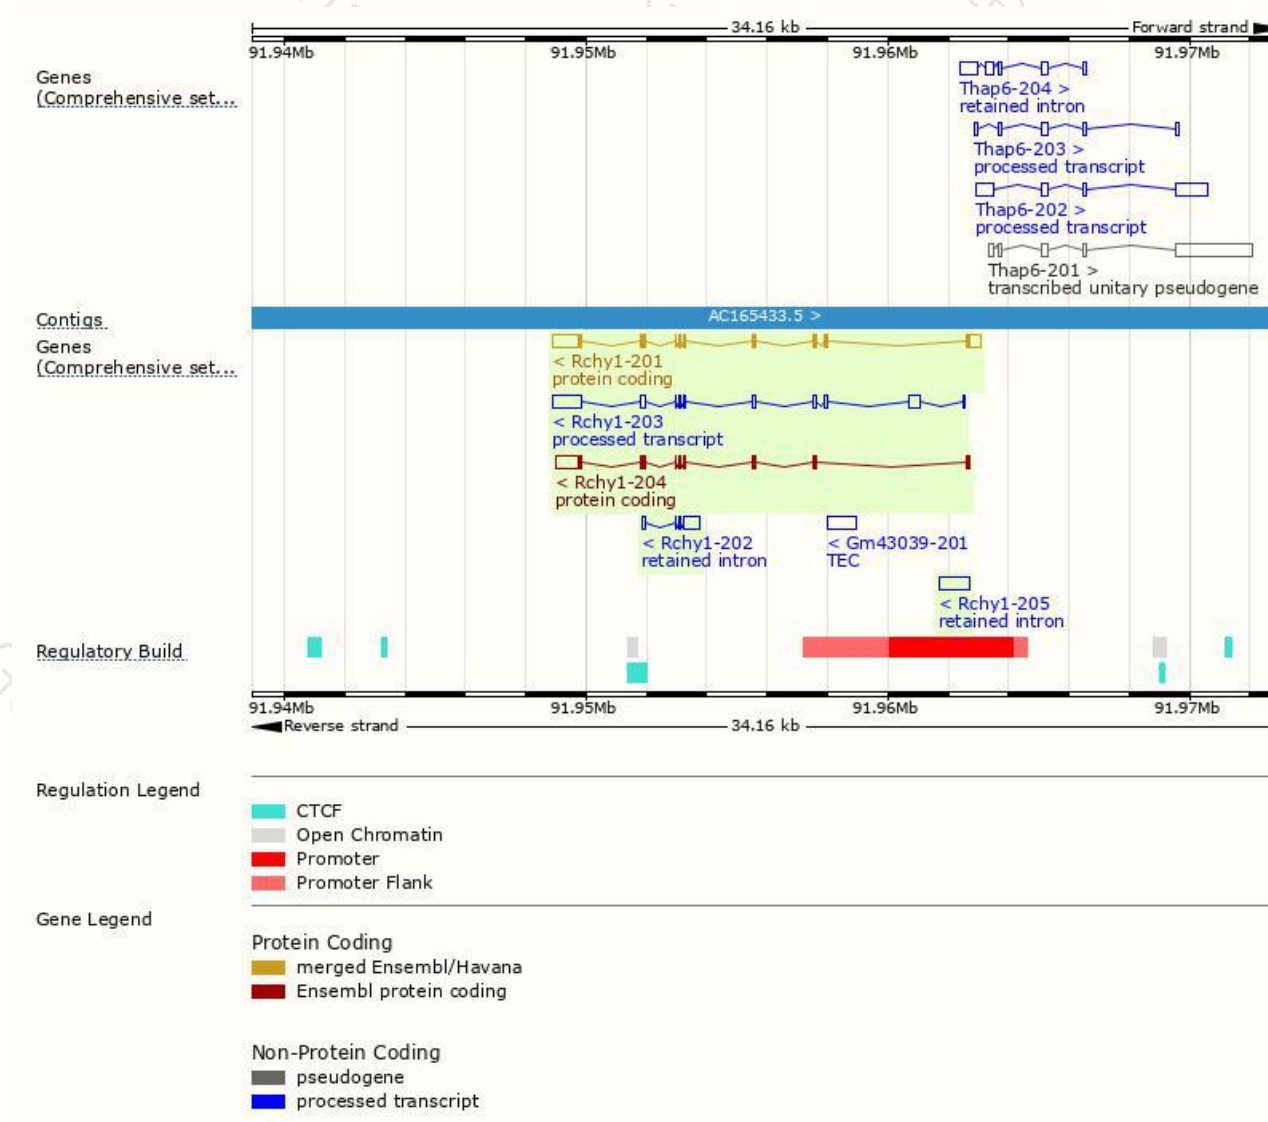 34.16 kb Forward strand
91.94Mb 91.95Mb 91.96Mb 91.97Mb
Genes
(Comprehensive set...
Thap6-204 >
retained intron
Thap6-203 >
processed transcript
Thap6-202 >
processed transcript
Thap6-201 >
transcribed unitary pseudogene
Contigs
AC165433.5 >
Genes
(Comprehensive set...
< Rchy1-201
protein coding
< Rchy1-203
processed transcript
< Rchy1-204
protein coding
< Rchy1-202 < Gm43039-201
retained intron TEC
< Rchy1-205
retained intron
Regulatory Build
91.94Mb 91.95Mb 91.96Mb 91.97Mb
Reverse strand 34.16 kb
Regulation Legend
CTCF
Open Chromatin
Promoter
Promoter Flank
Gene Legend
Protein Coding
merged Ensembl/Havana
Ensembl protein coding
Non-Protein Coding
pseudogene
processed transcript